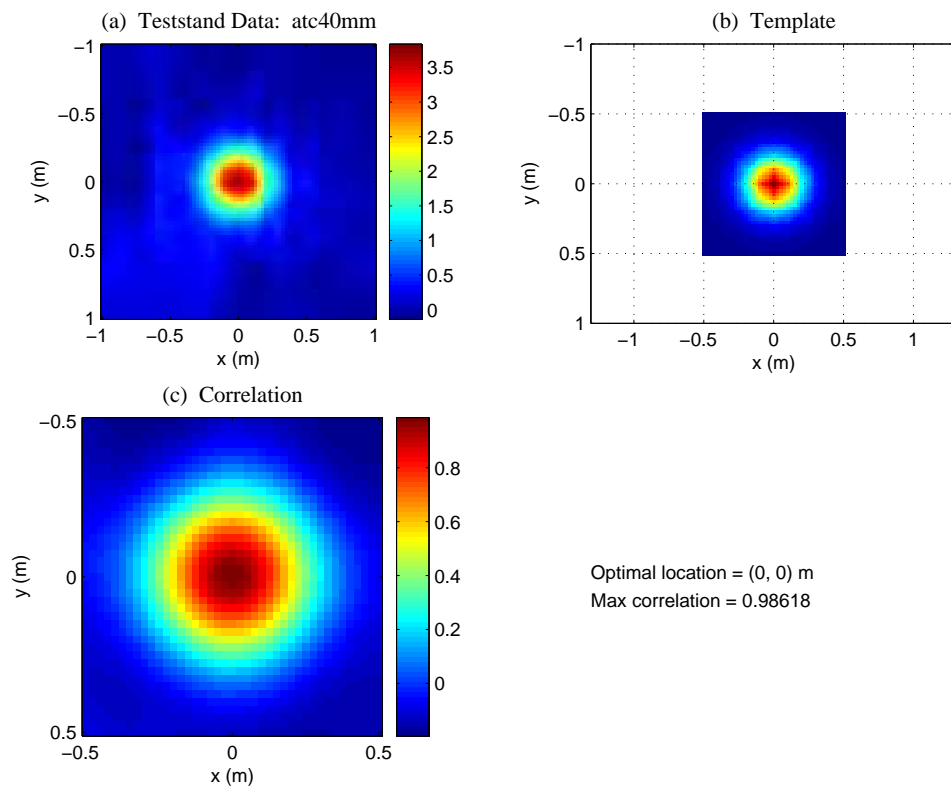 (a) Teststand Data: atc40mm
−1
−0.5
0
0.5
1
y (m)
−1 −0.5 0 0.5 1
x (m)
3.5
3
2.5
2
1.5
1
0.5
0
(b) Template
−1
−0.5
0
0.5
1
y (m)
−1 −0.5 0 0.5 1
x (m)
(c) Correlation
−0.5
0
0.5
y (m)
−0.5 0 0.5
x (m)
0.8
0.6
0.4
0.2
0
Optimal location = (0, 0) m
Max correlation = 0.98618